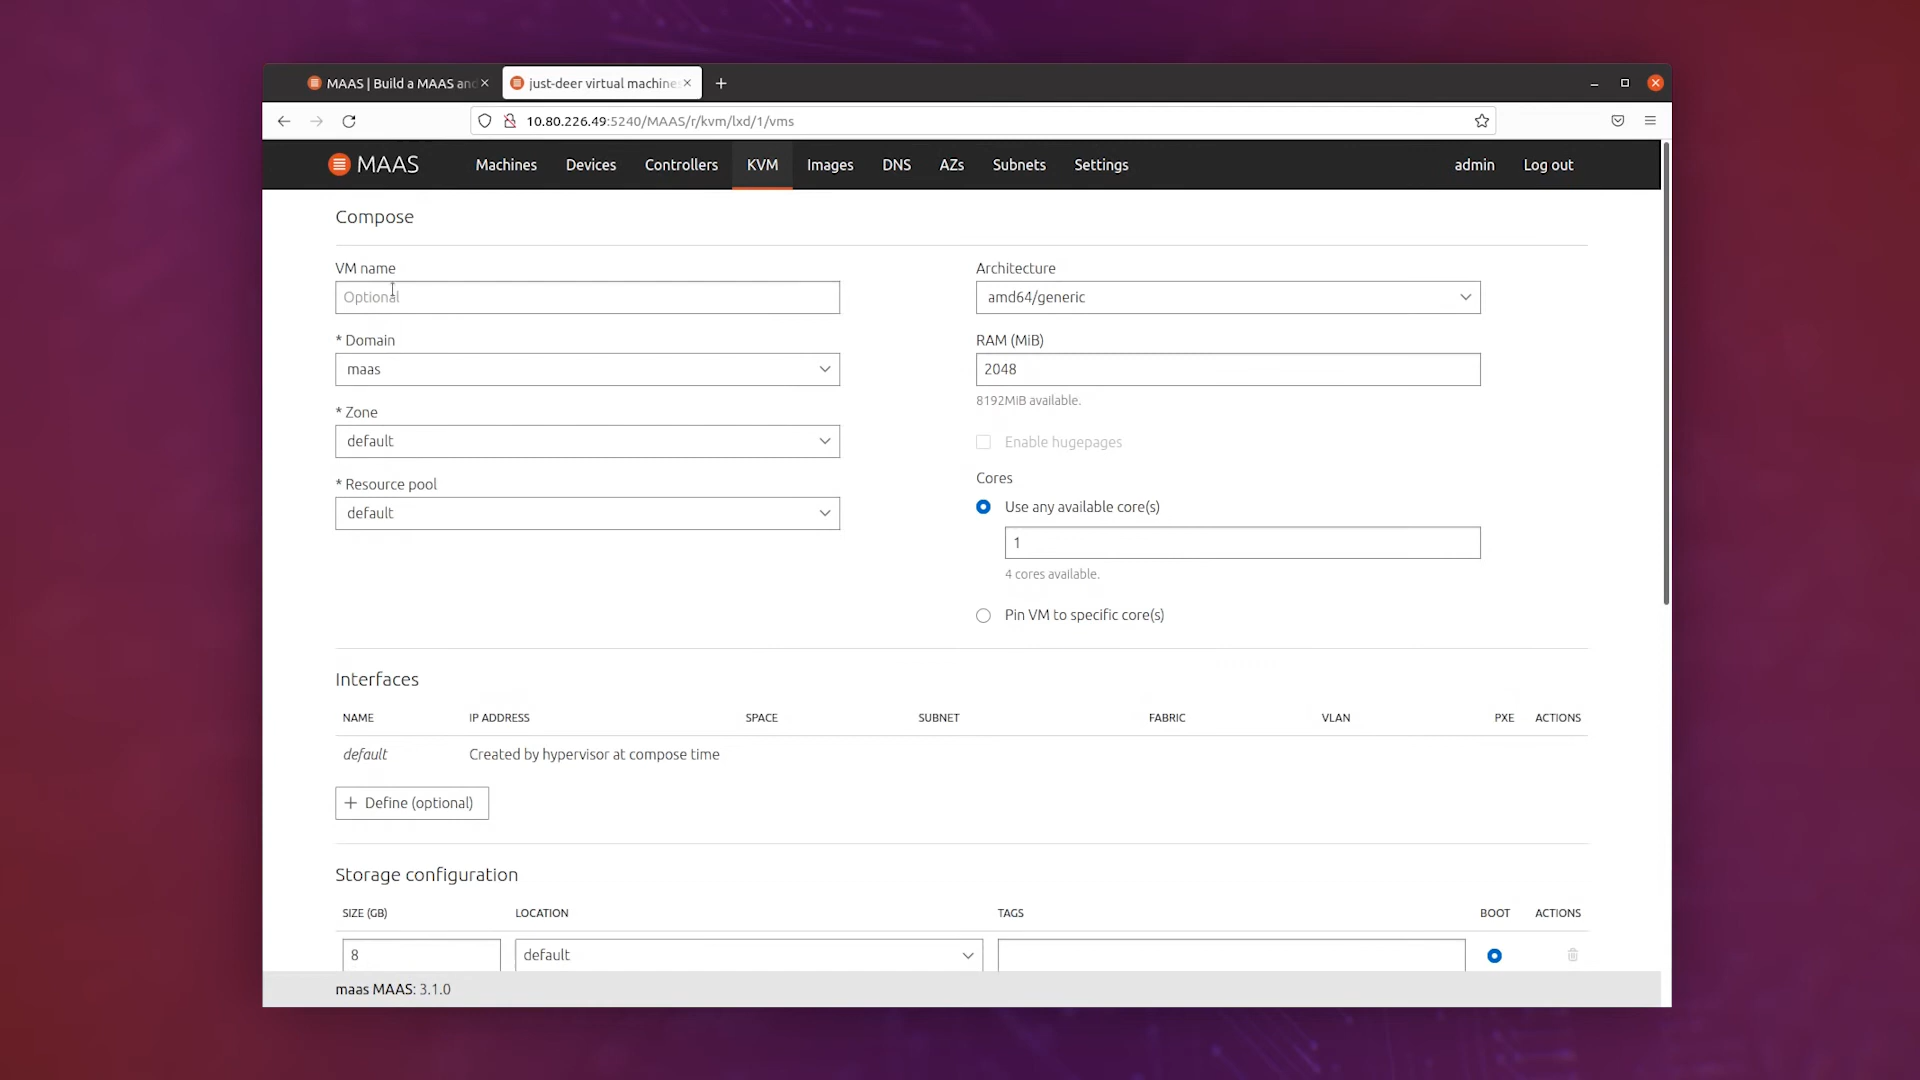 MAAS | Build a MAAS and
just-deer virtual machines
10.80.226.49:5240/MAAS/r/kvm/lxd/1/vms
MAAS
Machines
Devices
Controllers
KVM
Images
DNS
AZs
Subnets
Settings
admin
Log out
Compose
VM name
Optional
* Domain
maas
* Zone
default
* Resource pool
default
Architecture
amd64/generic
RAM (MiB)
2048
8192MiB available.
Enable hugepages
Cores
Use any available core(s)
1
4 cores available.
Pin VM to specific core(s)
Interfaces
NAME IP ADDRESS SPACE SUBNET FABRIC VLAN PXE ACTIONS
default Created by hypervisor at compose time
Define (optional)
Storage configuration
SIZE (GB) LOCATION TAGS BOOT ACTIONS
8 default
maas MAAS: 3.1.0